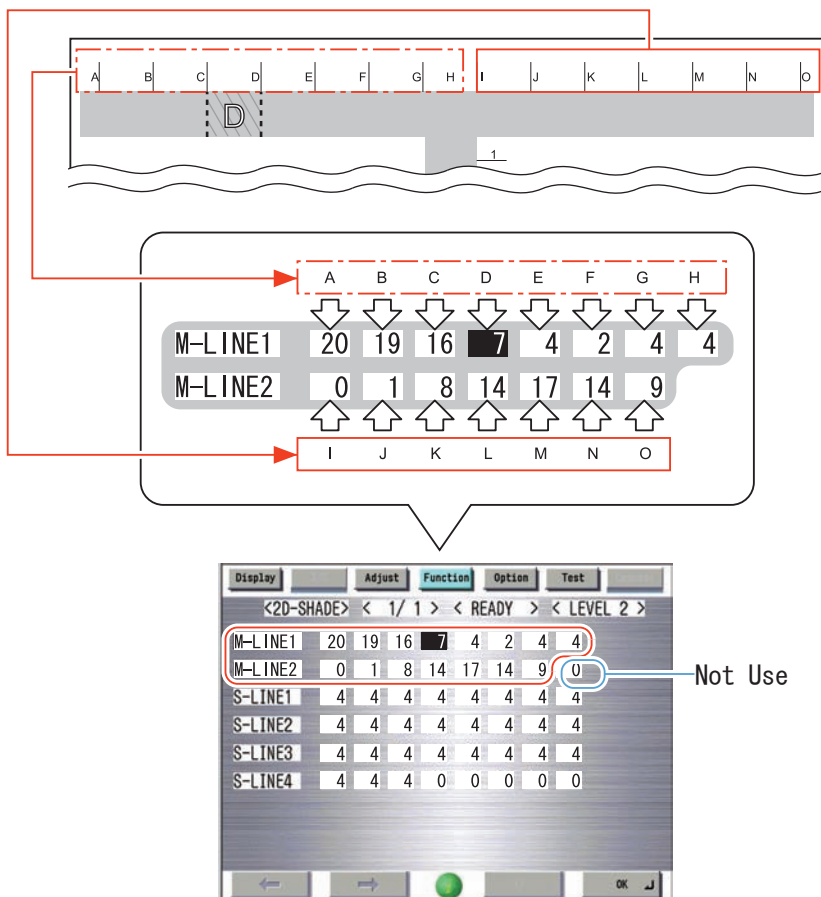 A B C D E F G H I J K L M N O
D
1
A B C D E F G H
M-LINE1 20 19 16 7 4 2 4 4
M-LINE2 0 1 8 14 17 14 9
I J K L M N O
Display Adjust Function Option Test
<2D-SHADE> < 1/ 1 > < READY > < LEVEL 2 >
M-LINE1 20 19 16 7 4 2 4 4
M-LINE2 0 1 8 14 17 14 9 0
Not Use
S-LINE1 4 4 4 4 4 4 4 4
S-LINE2 4 4 4 4 4 4 4 4
S-LINE3 4 4 4 4 4 4 4 4
S-LINE4 4 4 4 0 0 0 0 0
OK